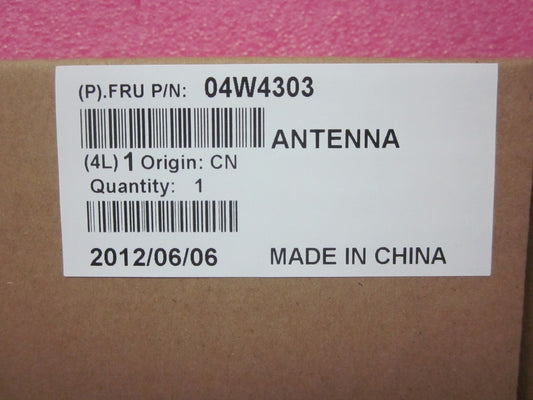 (P).FRU P/N: 04W4303
ANTENNA
(4L) 1 Origin: CN
Quantity: 1
2012/06/06 MADE IN CHINA